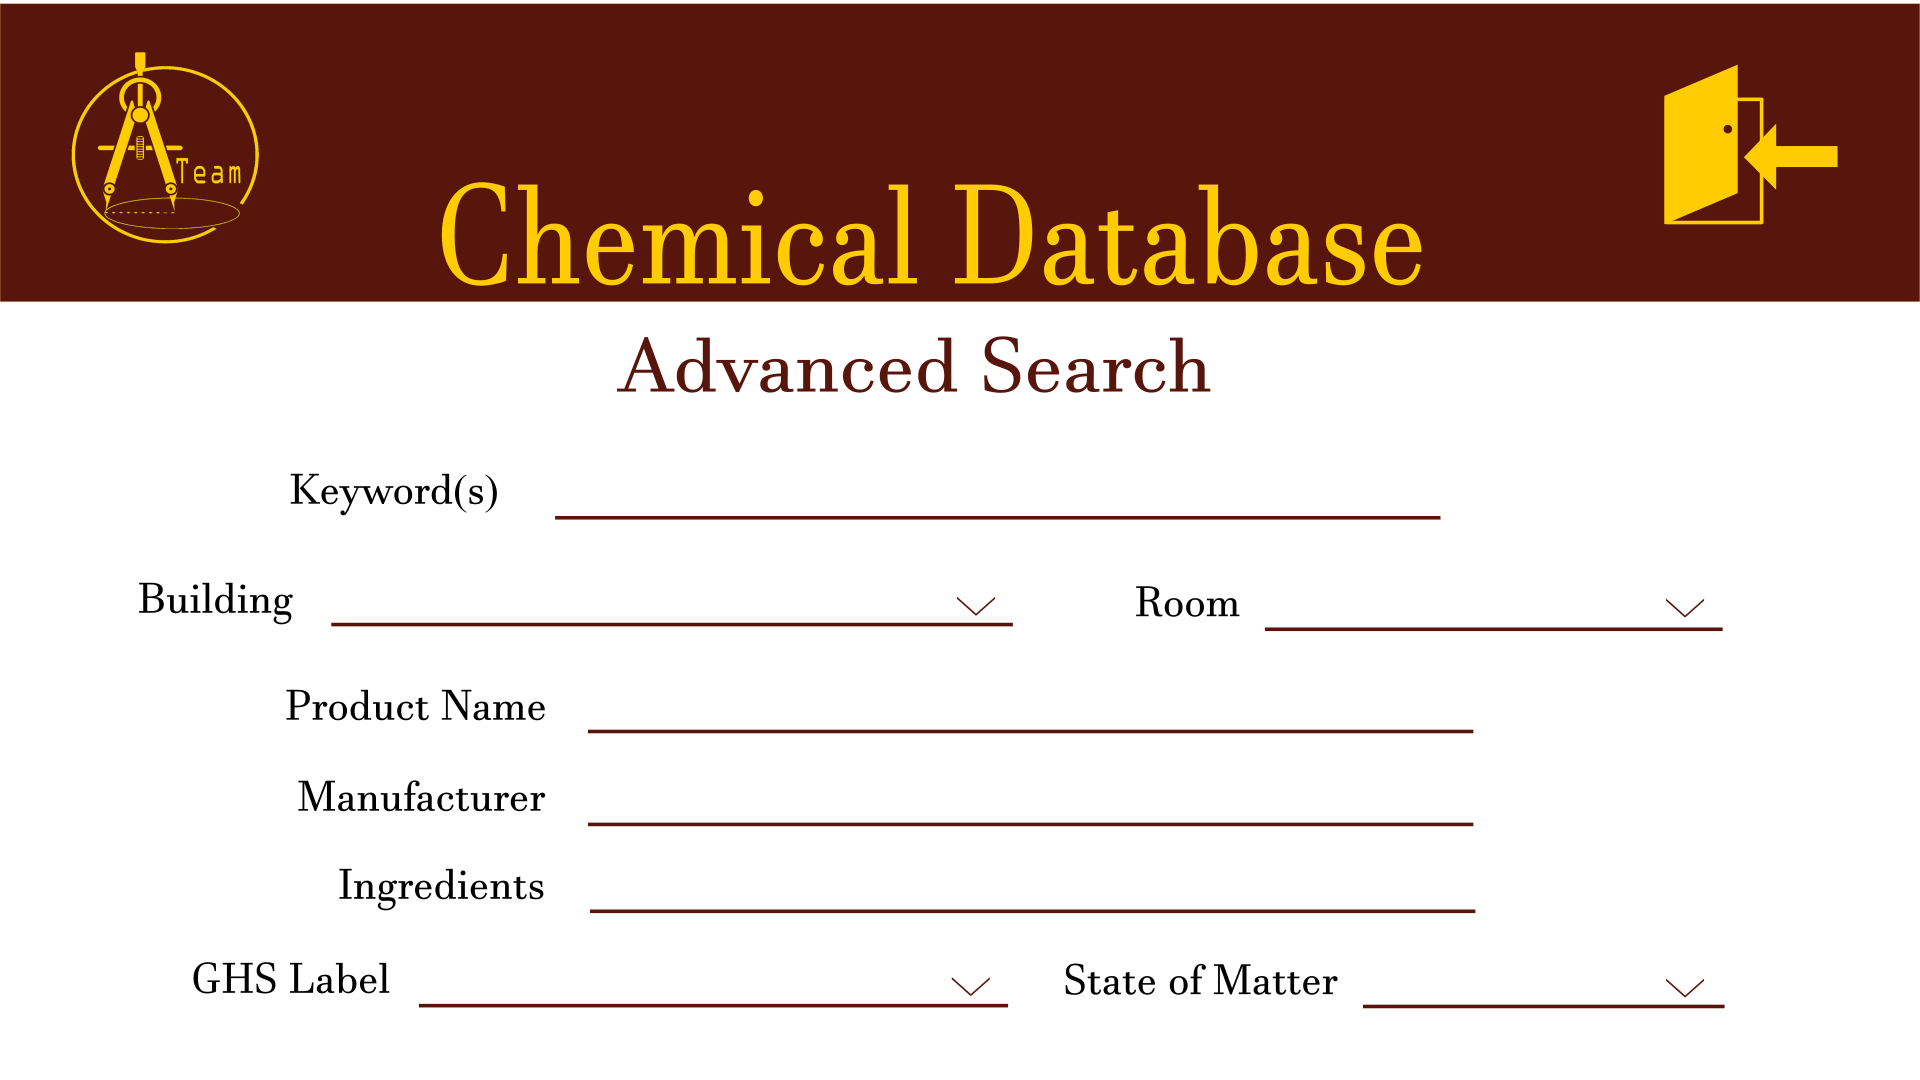 A Team
Chemical Database
Advanced Search
Keyword(s)
Building
Room
Product Name
Manufacturer
Ingredients
GHS Label
State of Matter